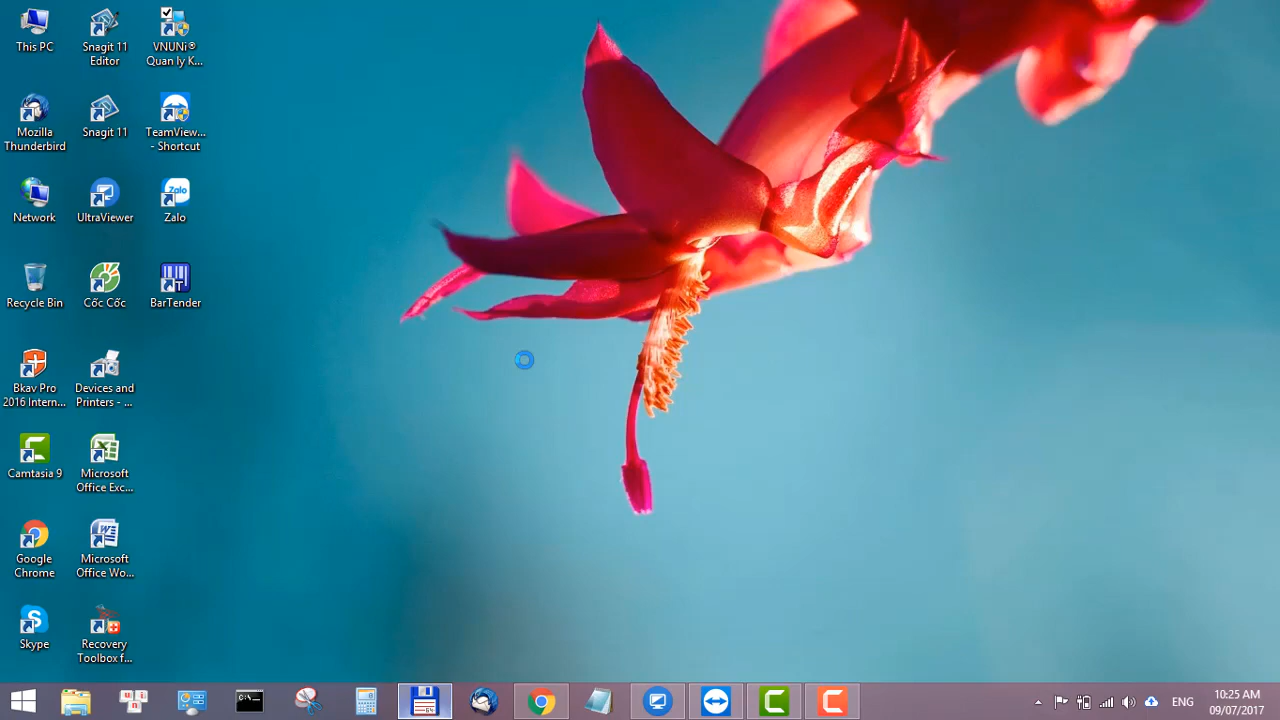 This PC
Snagit 11
Editor
VNUNi®
Quan ly K...
Mozilla
Thunderbird
Snagit 11
TeamView...
- Shortcut
Network
UltraViewer
Zalo
Zalo
Recycle Bin
Cốc Cốc
BarTender
Bkav Pro
2016 Intern...
Devices and
Printers - ...
Camtasia 9
Microsoft
Office Exc...
Google
Chrome
Microsoft
Office Wo...
Skype
Recovery
Toolbox f...
u i
n
C:\
64
ENG
10:25 AM
09/07/2017